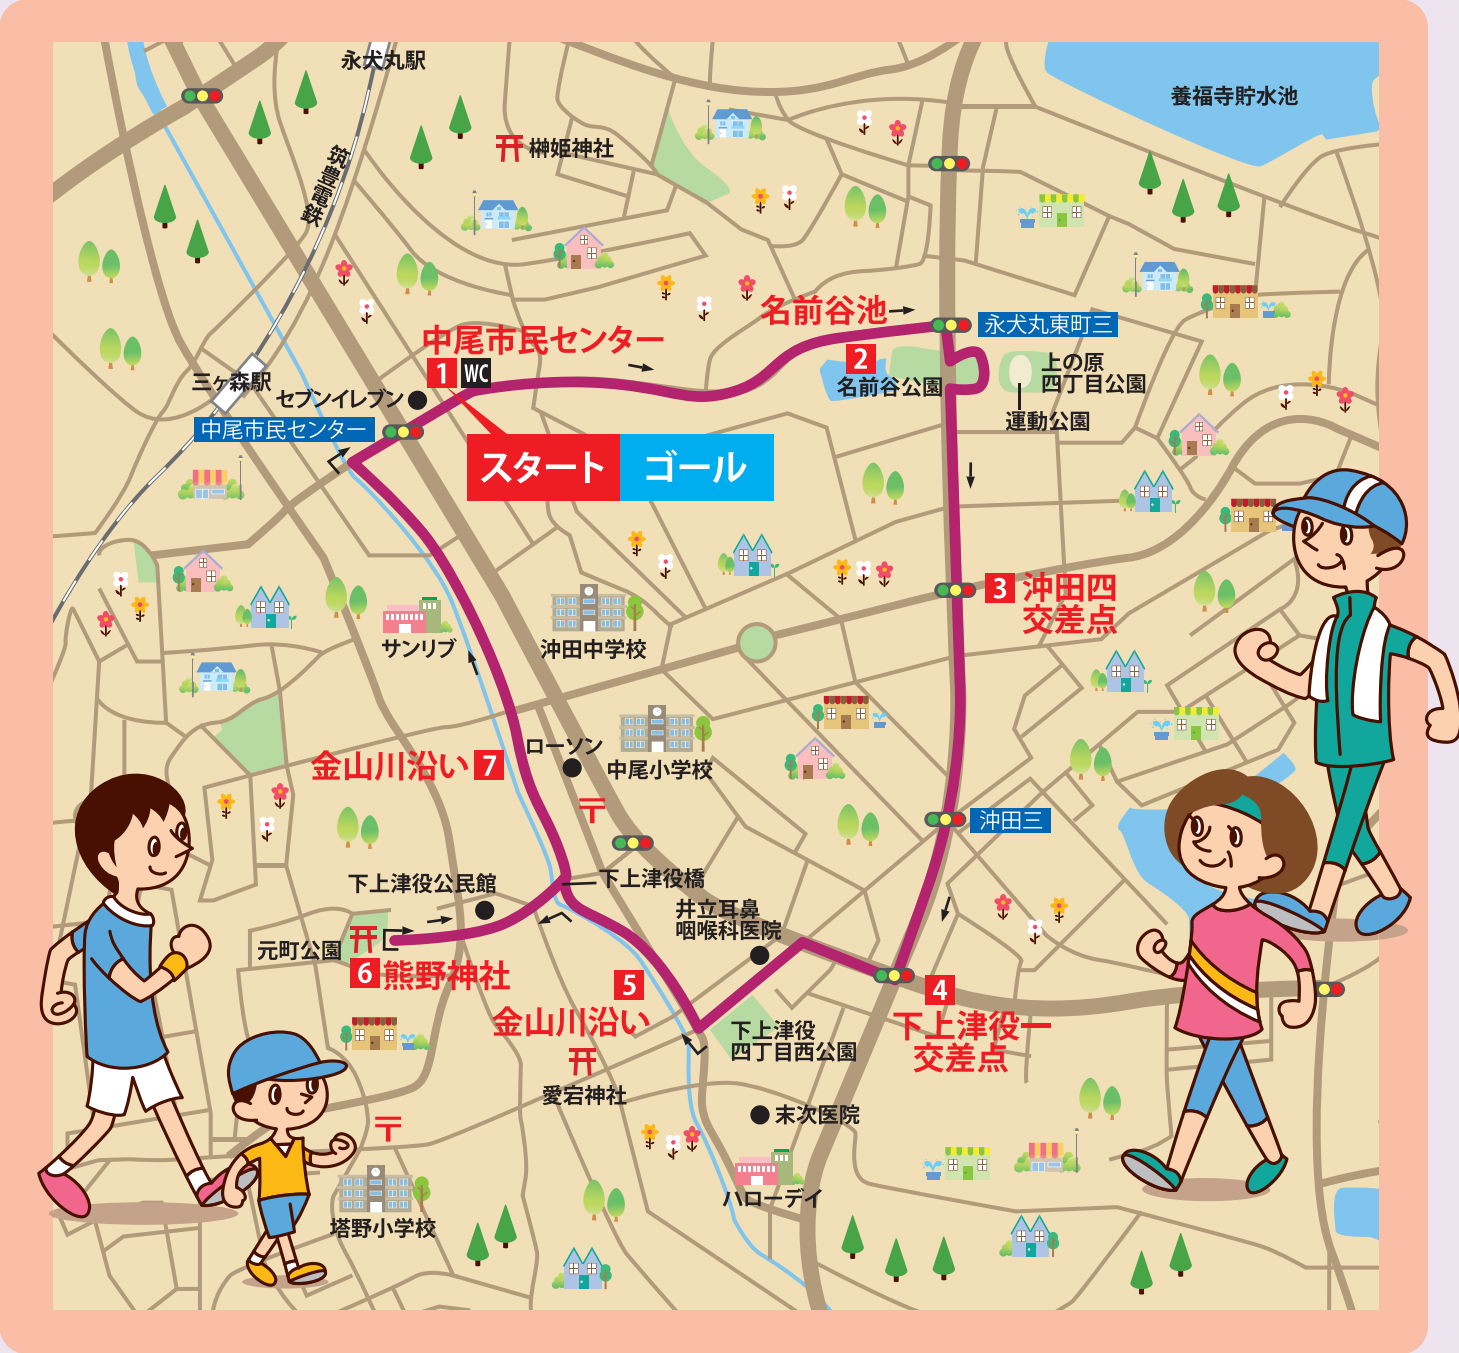 永犬丸駅
養福寺貯水池
榊姫神社
筑豊電鉄
名前谷池
永犬丸東町三
中尾市民センター
1
WC
2
名前谷公園
上の原
四丁目公園
運動公園
三ヶ森駅
セブンイレブン
中尾市民センター
スタート
ゴール
3
沖田四
交差点
サンリブ
沖田中学校
ローソン
中尾小学校
金山川沿い
7
〒
沖田三
下上津役公民館
下上津役橋
井立耳鼻
咽喉科医院
元町公園
6
熊野神社
5
金山川沿い
4
下上津役一
交差点
下上津役
四丁目西公園
愛宕神社
末次医院
〒
ハローデイ
塔野小学校